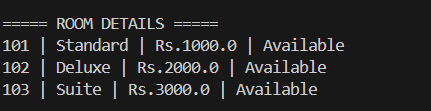 ===== ROOM DETAILS =====
101 | Standard | Rs.1000.0 | Available
102 | Deluxe | Rs.2000.0 | Available
103 | Suite | Rs.3000.0 | Available